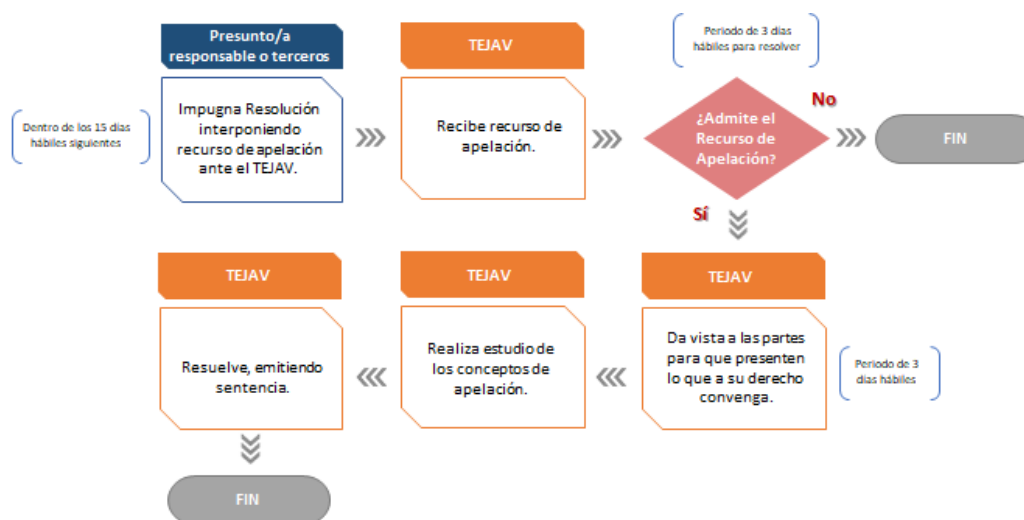 Presunto/a
responsable o terceros
Dentro de los 15 días
hábiles siguientes
Impugna Resolución
interponiendo
recurso de apelación
ante el TEJAV.
TEJAV
Recibe recurso de
apelación.
Periodo de 3 días
hábiles para resolver
¿Admite el
Recurso de
Apelación?
No
FIN
Sí
TEJAV
Da vista a las partes
para que presenten
lo que a su derecho
convenga.
Periodo de 3
días hábiles
TEJAV
Realiza estudio de
los conceptos de
apelación.
TEJAV
Resuelve, emitiendo
sentencia.
FIN